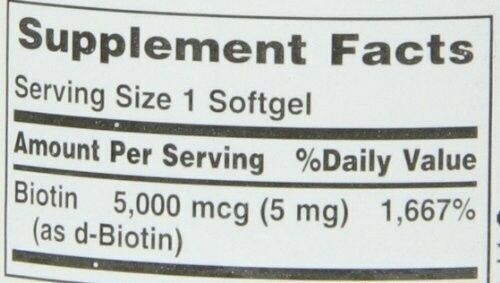 Supplement Facts
Serving Size 1 Softgel
Amount Per Serving %Daily Value
Biotin 5,000 mcg (5 mg) 1,667%
(as d-Biotin)